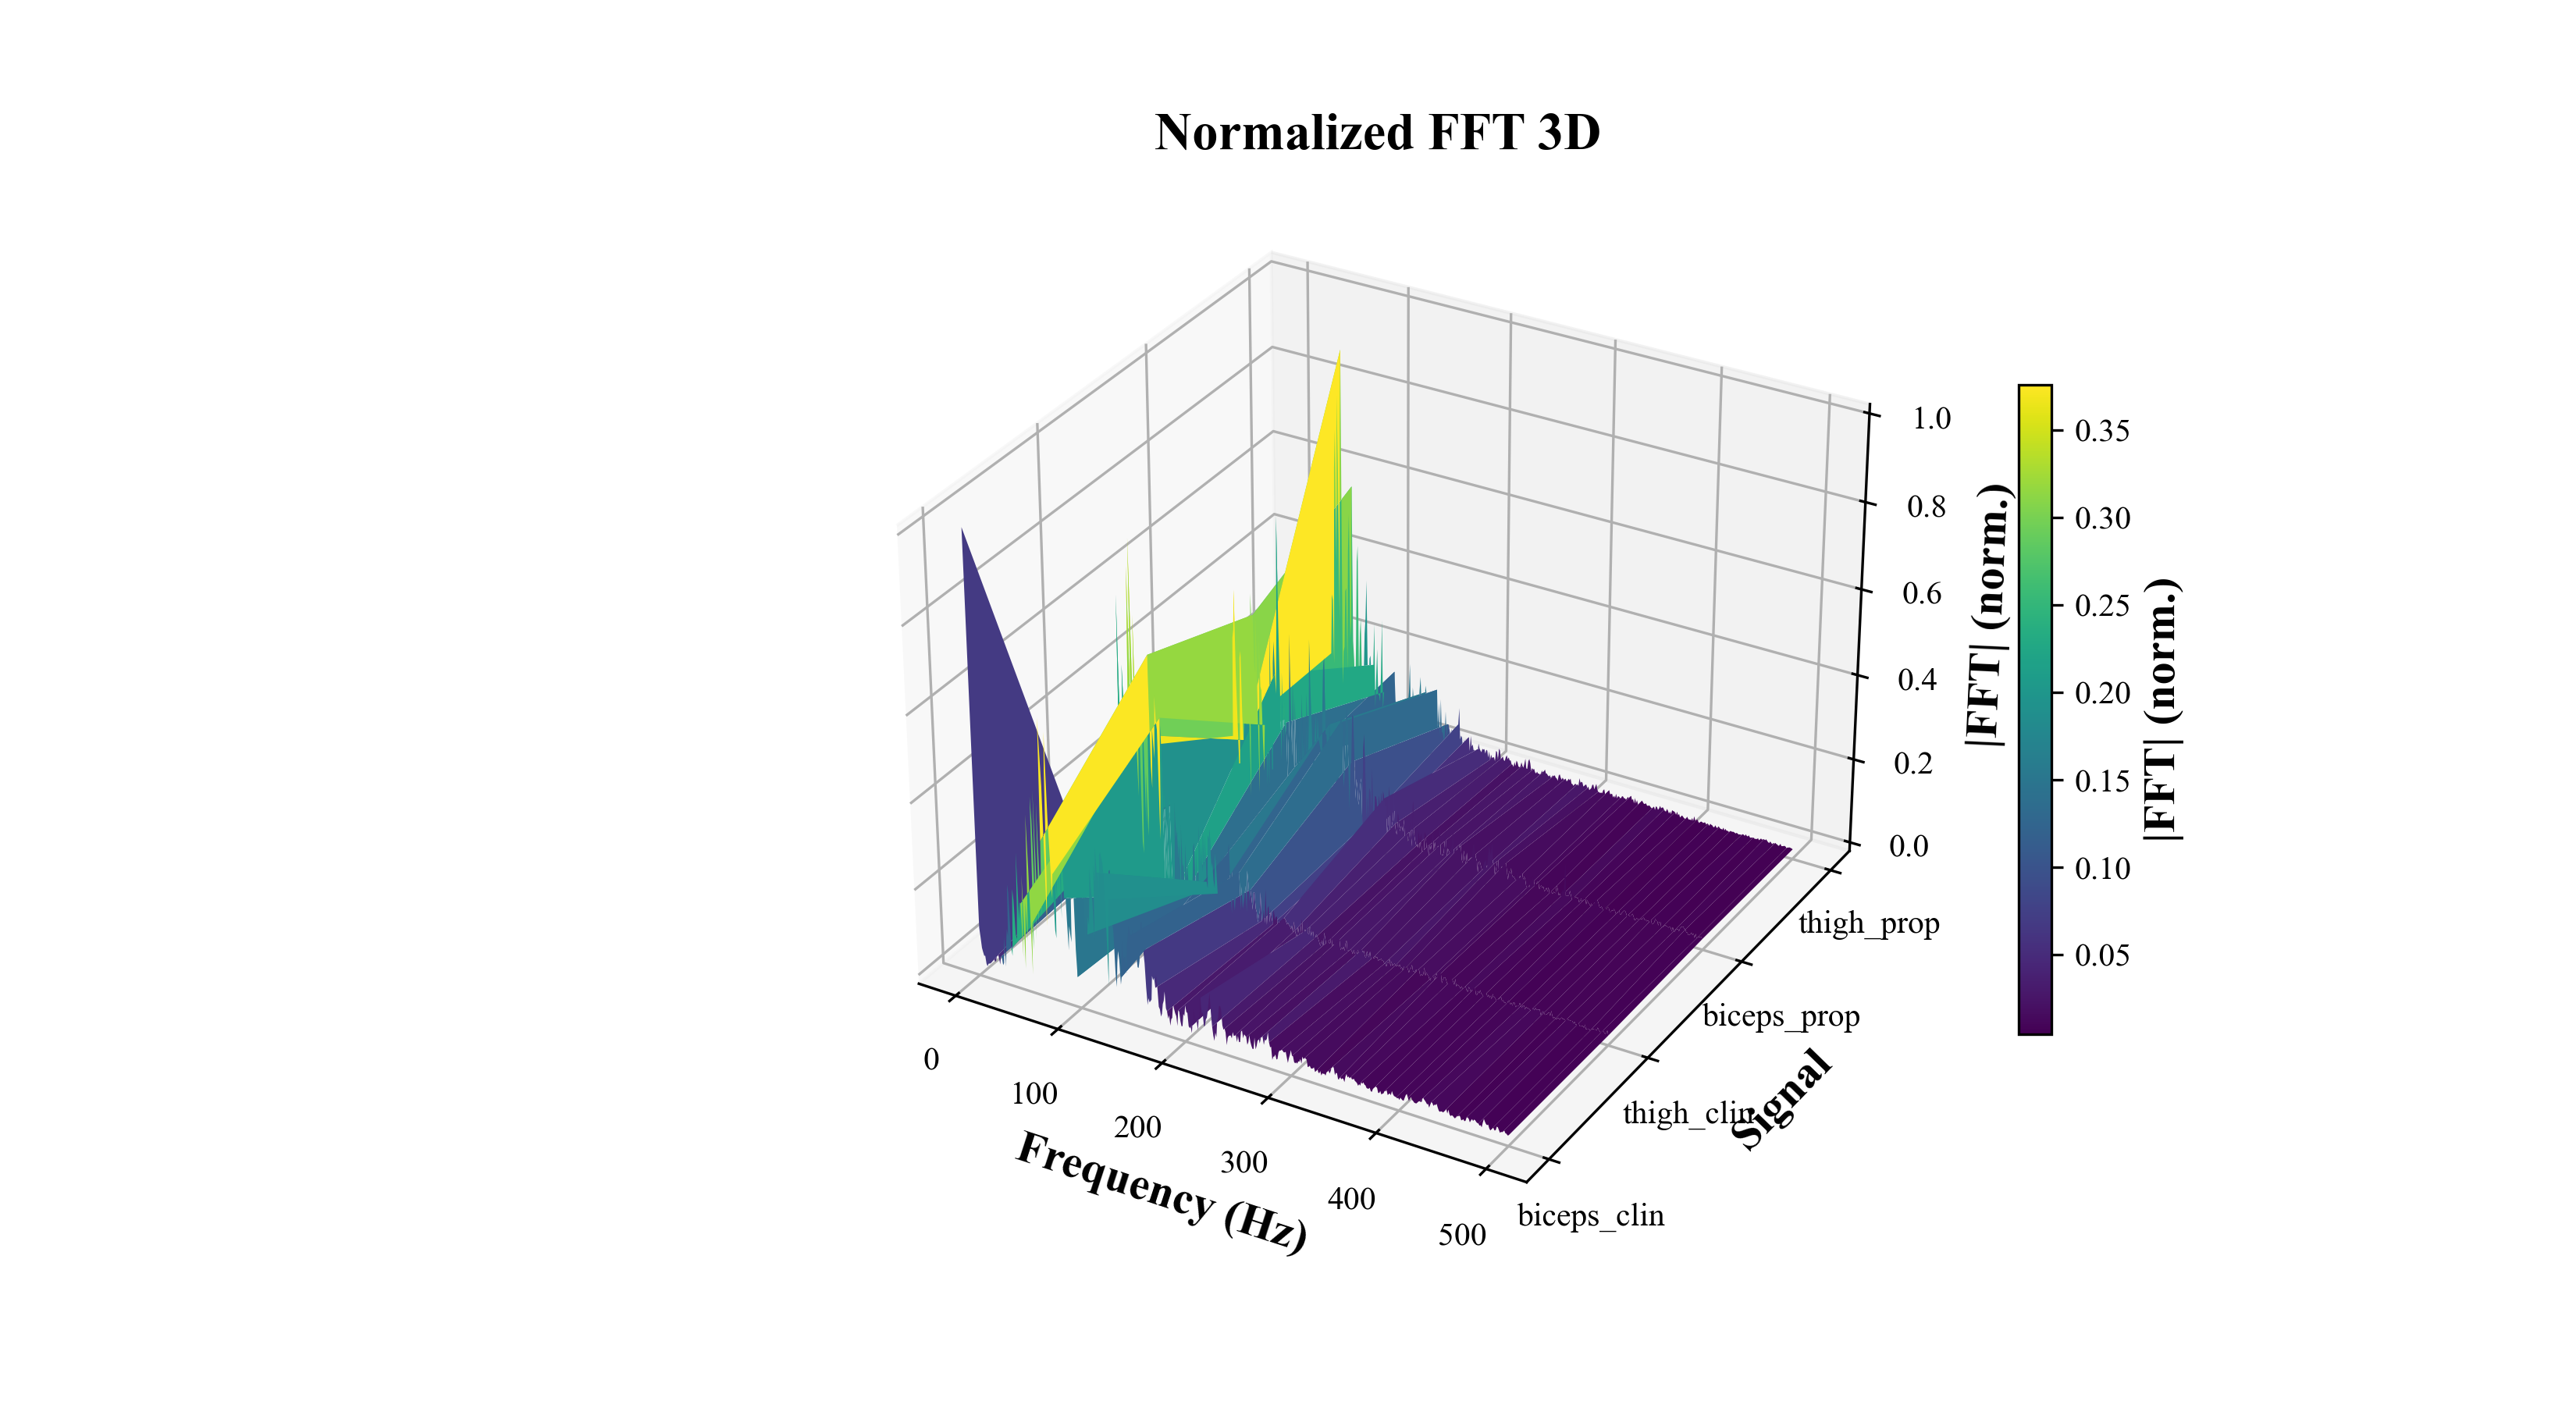 Normalized FFT 3D
1.0
0.8
0.6
0.4
0.2
0.0
|FFT| (norm.)
0.35
0.30
0.25
0.20
0.15
0.10
0.05
|FFT| (norm.)
thigh_prop
biceps_prop
thigh_clin
biceps_clin
Signal
0
100
200
300
400
500
Frequency (Hz)